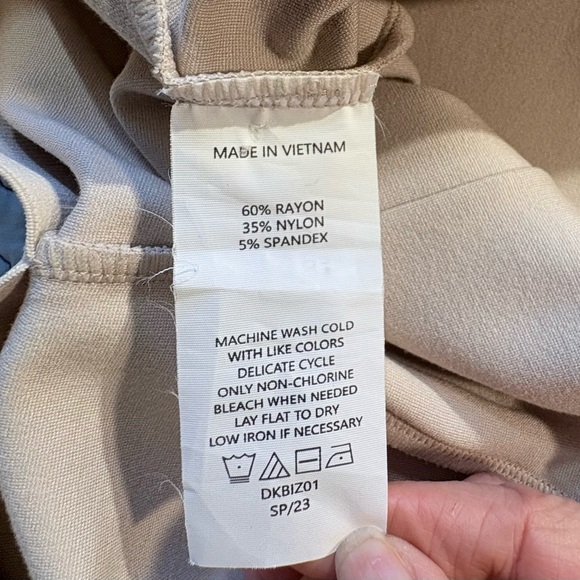 MADE IN VIETNAM
60% RAYON
35% NYLON
5% SPANDEX
MACHINE WASH COLD
WITH LIKE COLORS
DELICATE CYCLE
ONLY NON-CHLORINE
BLEACH WHEN NEEDED
LAY FLAT TO DRY
LOW IRON IF NECESSARY
DKBIZ01
SP/23